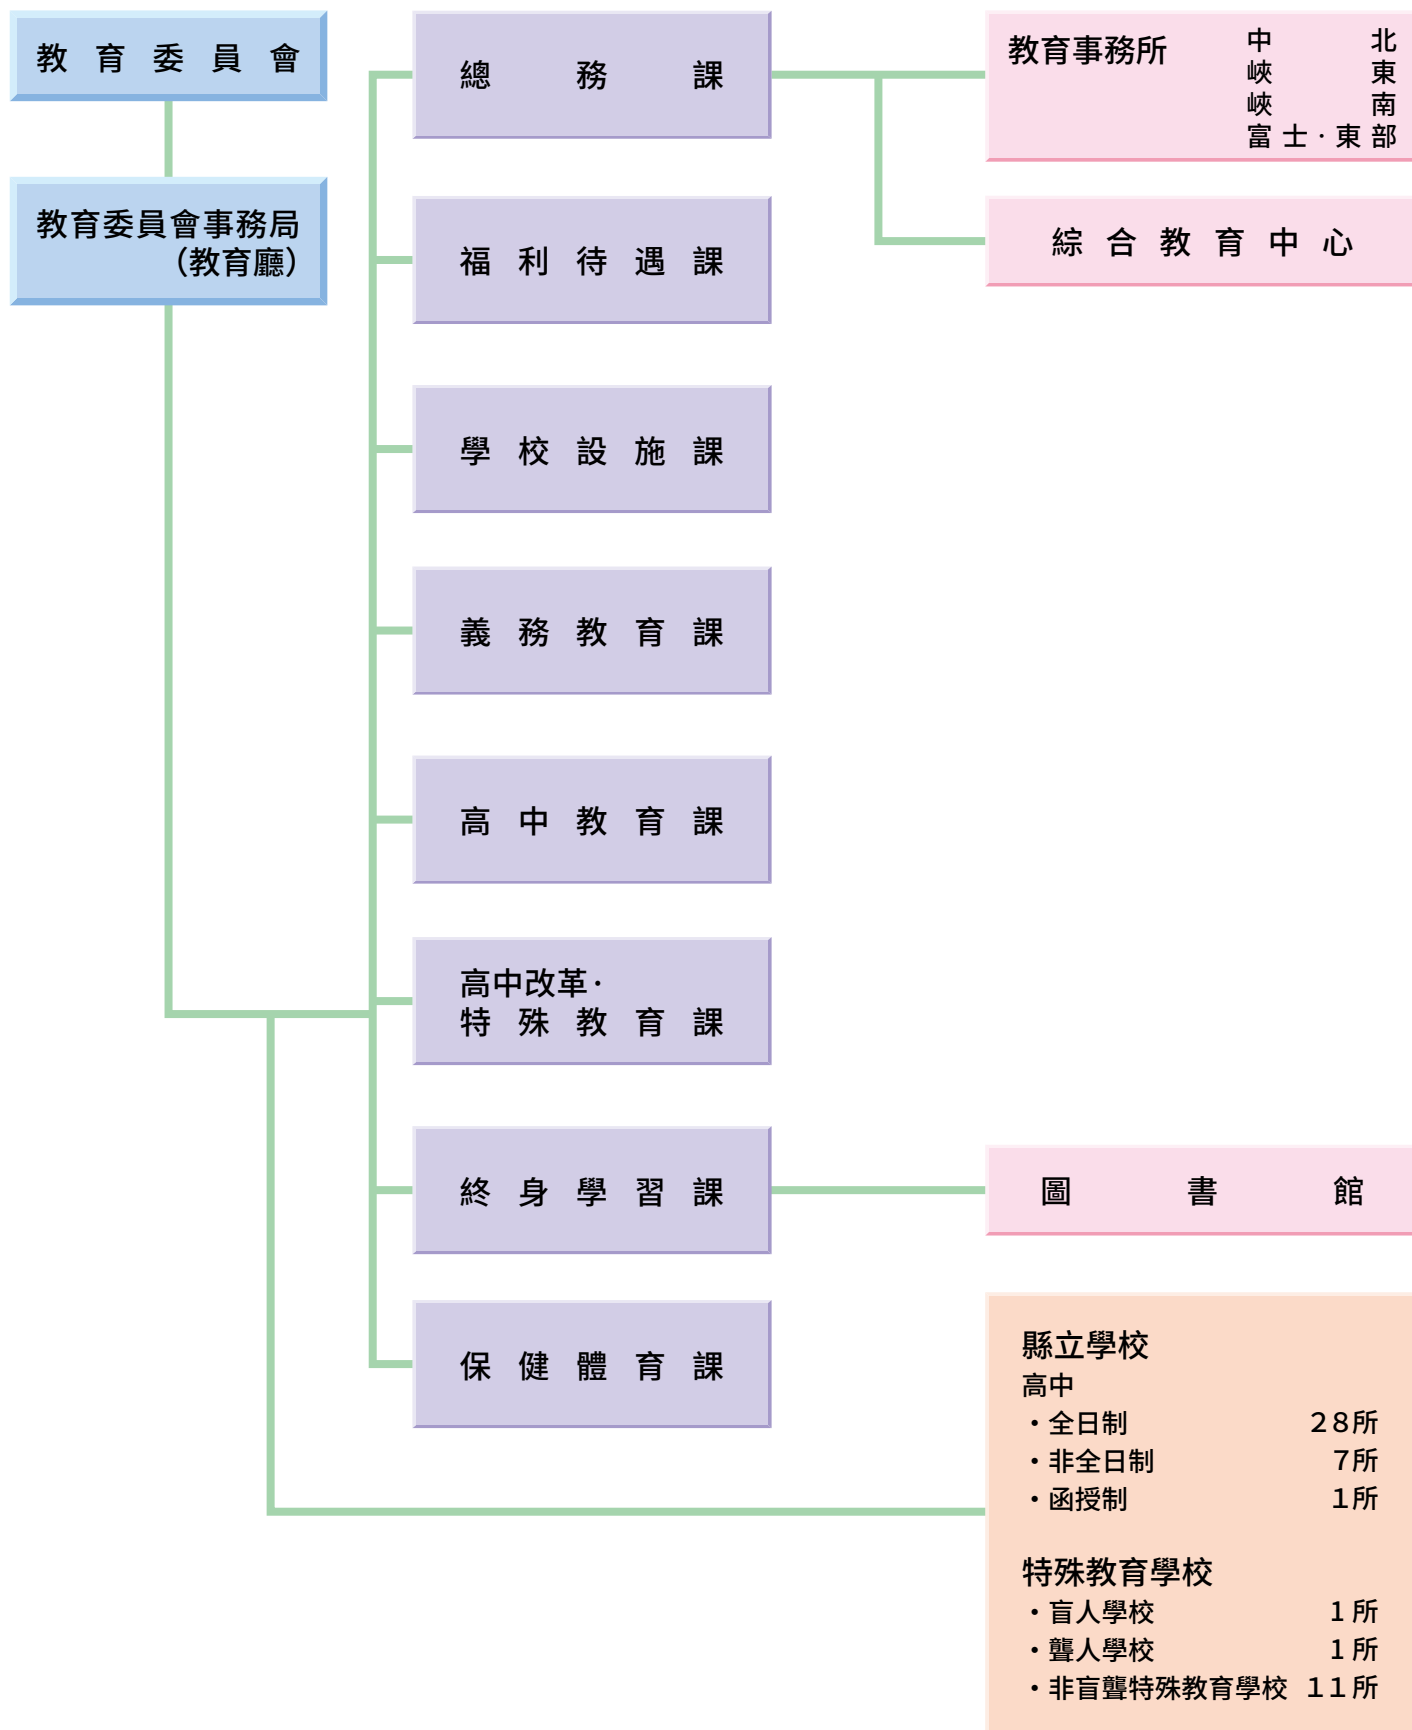 教育委員會
教育委員會事務局
(教育廳)
總務課
福利待遇課
學校設施課
義務教育課
高中教育課
高中改革·
特殊教育課
終身學習課
保健體育課
教育事務所
中北
峽東
峽南
富士·東部
綜合教育中心
圖書館
縣立學校
高中
・全日制 28所
・非全日制 7所
・函授制 1所
特殊教育學校
・盲人學校 1所
・聾人學校 1所
・非盲聾特殊教育學校 11所